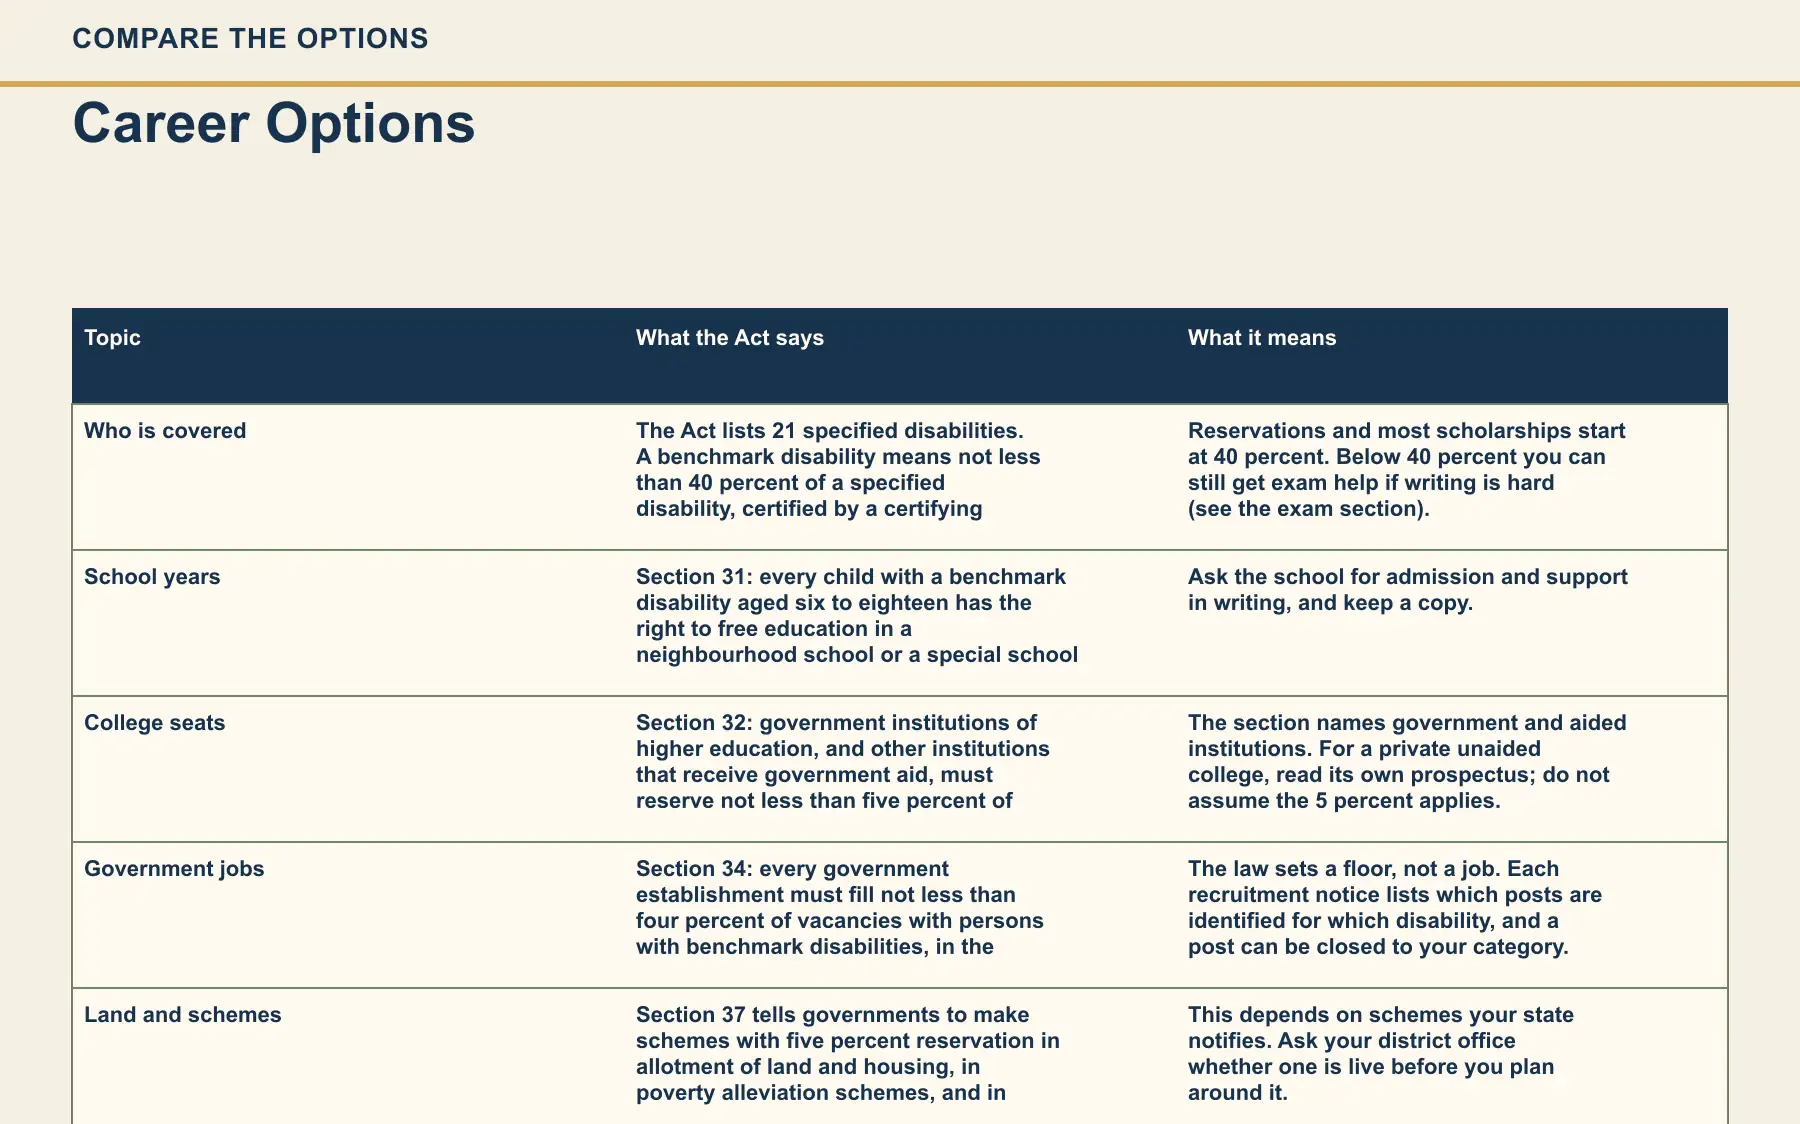 COMPARE THE OPTIONS
Career Options
Topic
What the Act says
What it means
Who is covered
The Act lists 21 specified disabilities.
A benchmark disability means not less
than 40 percent of a specified
disability, certified by a certifying
Reservations and most scholarships start
at 40 percent. Below 40 percent you can
still get exam help if writing is hard
(see the exam section).
School years
Section 31: every child with a benchmark
disability aged six to eighteen has the
right to free education in a
neighbourhood school or a special school
Ask the school for admission and support
in writing, and keep a copy.
College seats
Section 32: government institutions of
higher education, and other institutions
that receive government aid, must
reserve not less than five percent of
The section names government and aided
institutions. For a private unaided
college, read its own prospectus; do not
assume the 5 percent applies.
Government jobs
Section 34: every government
establishment must fill not less than
four percent of vacancies with persons
with benchmark disabilities, in the
The law sets a floor, not a job. Each
recruitment notice lists which posts are
identified for which disability, and a
post can be closed to your category.
Land and schemes
Section 37 tells governments to make
schemes with five percent reservation in
allotment of land and housing, in
poverty alleviation schemes, and in
This depends on schemes your state
notifies. Ask your district office
whether one is live before you plan
around it.